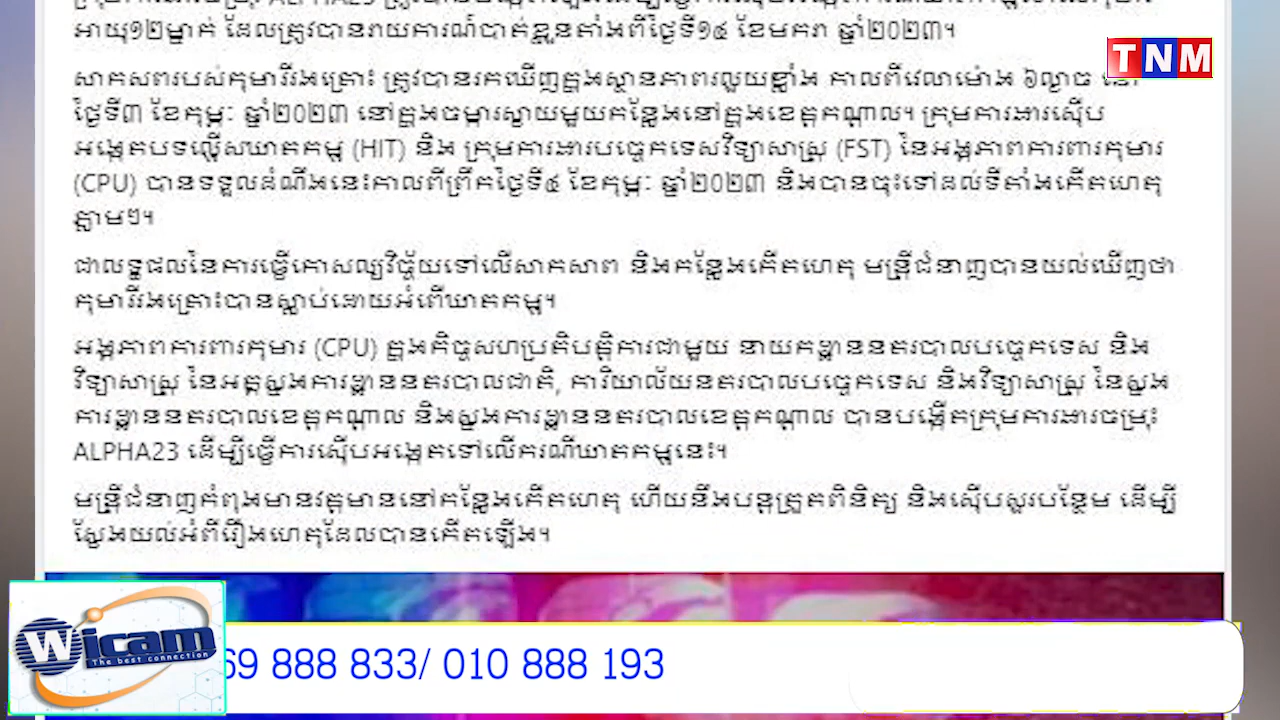 អាយុ១២ម្នាក់ ដែលត្រូវបានរាយការណ៍បាត់ខ្លួនតាំងពីថ្ងៃទី១៤ ខែមករា ឆ្នាំ២០២៣។
TNM
សាកសពរបស់កុមារីរងគ្រោះ ត្រូវបានរកឃើញក្នុងស្ថានភាពរលួយខ្លាំង កាលពីវេលាម៉ោង ៦ល្ងាច នៅ
ថ្ងៃទី៣ ខែកុម្ភៈ ឆ្នាំ២០២៣ នៅក្នុងចម្ការស្វាយមួយកន្លែងនៅក្នុងខេត្តកណ្តាល។ ក្រុមការងារស៊ើប
អង្កេតបទល្មើសឃាតកម្ម (HIT) និង ក្រុមការងារបច្ចេកទេសវិទ្យាសាស្ត្រ (FST) នៃអង្គភាពការពារកុមារ
(CPU) បានទទួលដំណឹងនេះកាលពីព្រឹកថ្ងៃទី៤ ខែកុម្ភៈ ឆ្នាំ២០២៣ និងបានចុះទៅដល់ទីតាំងកើតហេតុ
ភ្លាមៗ។
ជាលទ្ធផលនៃការធ្វើកោសល្យវិច្ច័យទៅលើសាកសាព និងកន្លែងកើតហេតុ មន្ត្រីជំនាញបានយល់ឃើញថា
កុមារីរងគ្រោះបានស្លាប់ដោយអំពើឃាតកម្ម។
អង្គភាពការពារកុមារ (CPU) ក្នុងកិច្ចសហប្រតិបត្តិការជាមួយ នាយកដ្ឋាននគរបាលបច្ចេកទេស និង
វិទ្យាសាស្ត្រ នៃអគ្គស្នងការដ្ឋាននគរបាលជាតិ, ការិយាល័យនគរបាលបច្ចេកទេស និងវិទ្យាសាស្ត្រ នៃស្នង
ការដ្ឋាននគរបាលខេត្តកណ្តាល និងស្នងការដ្ឋាននគរបាលខេត្តកណ្តាល បានបង្កើតក្រុមការងារចម្រុះ
ALPHA23 ដើម្បីធ្វើការស៊ើបអង្កេតទៅលើករណីឃាតកម្មនេះ។
មន្ត្រីជំនាញកំពុងមានវត្តមាននៅកន្លែងកើតហេតុ ហើយនឹងបន្តត្រួតពិនិត្យ និងស៊ើបសួរបន្ថែម ដើម្បី
ស្វែងយល់អំពីរឿងហេតុដែលបានកើតឡើង។
Wicam
The best connection
69 888 833/ 010 888 193